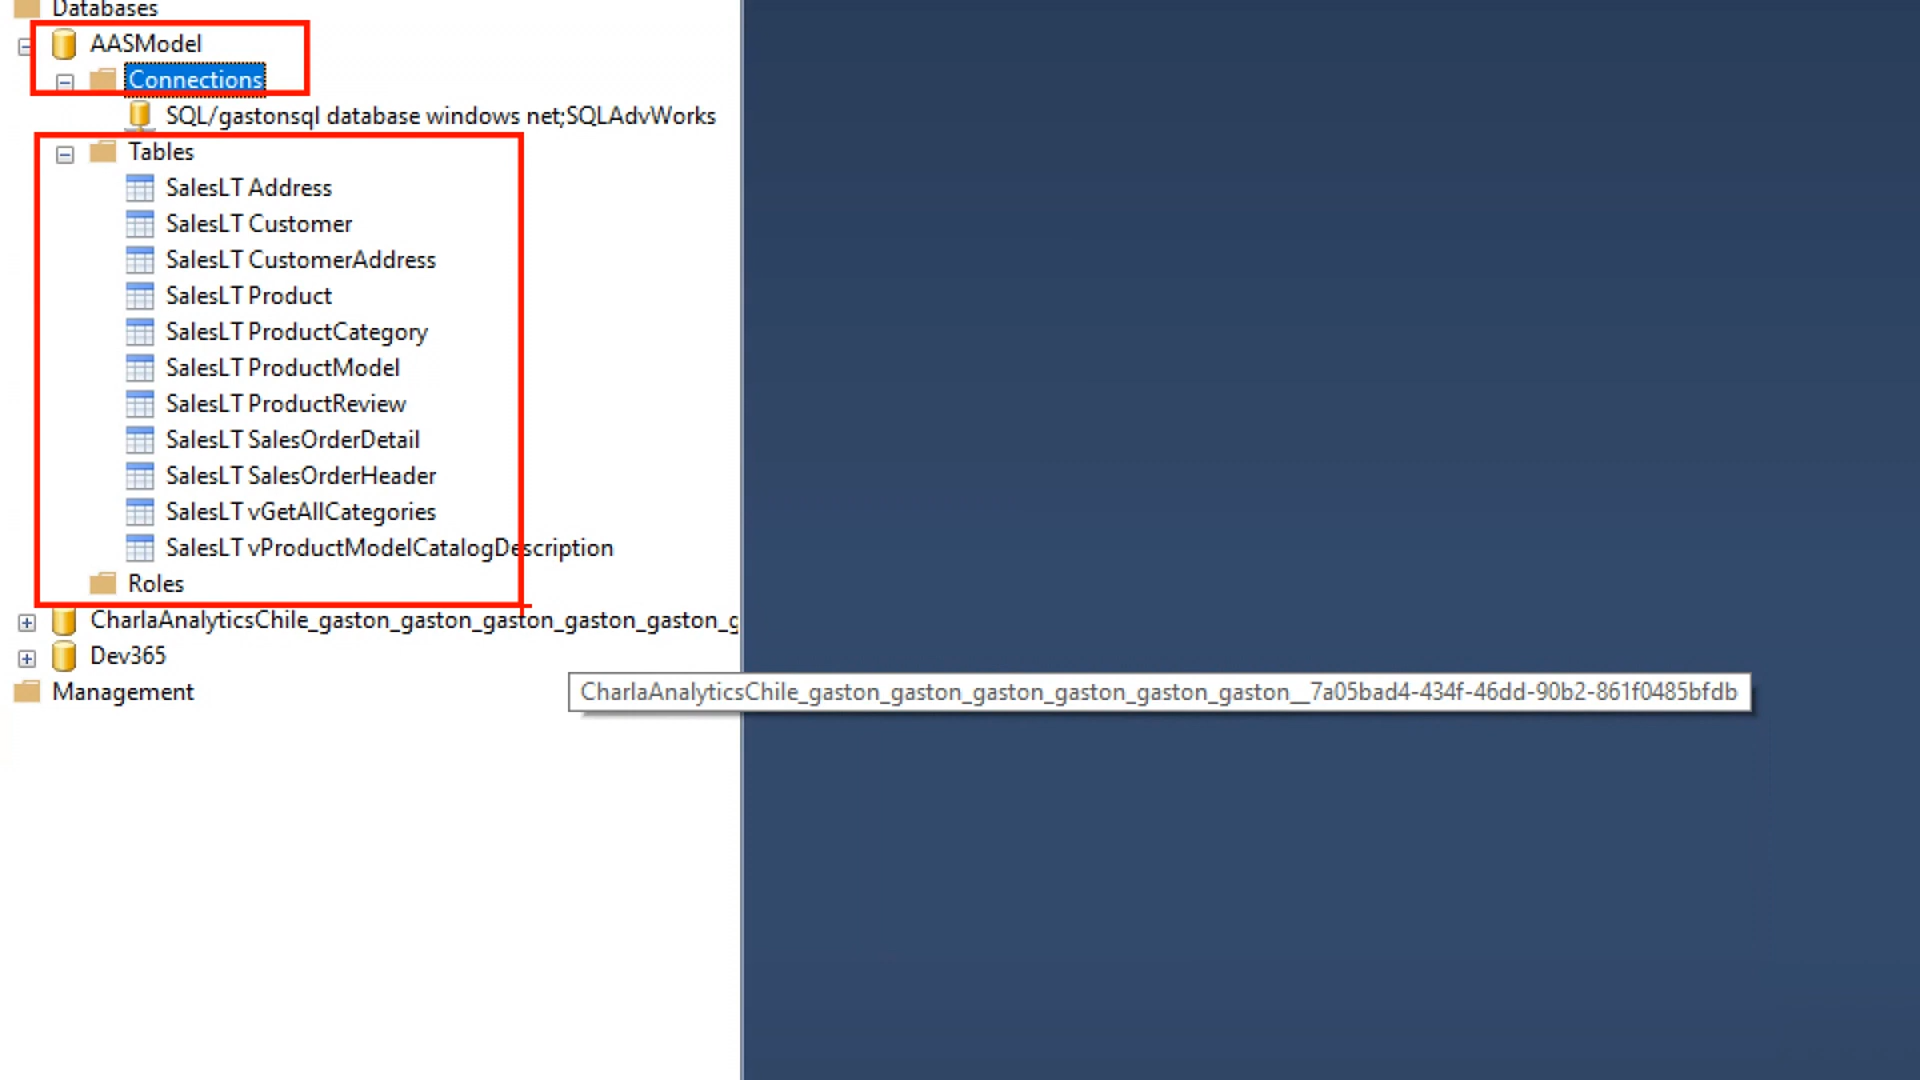 Databases
AASModel
Connections
SQL/gastonsql database windows net;SQLAdvWorks
Tables
SalesLT Address
SalesLT Customer
SalesLT CustomerAddress
SalesLT Product
SalesLT ProductCategory
SalesLT ProductModel
SalesLT ProductReview
SalesLT SalesOrderDetail
SalesLT SalesOrderHeader
SalesLT vGetAllCategories
SalesLT vProductModelCatalogDescription
Roles
CharlaAnalyticsChile_gaston_gaston_gaston_gaston_gaston_g
Dev365
Management
CharlaAnalyticsChile_gaston_gaston_gaston_gaston_gaston_gaston__7a05bad4-434f-46dd-90b2-861f0485bfdb